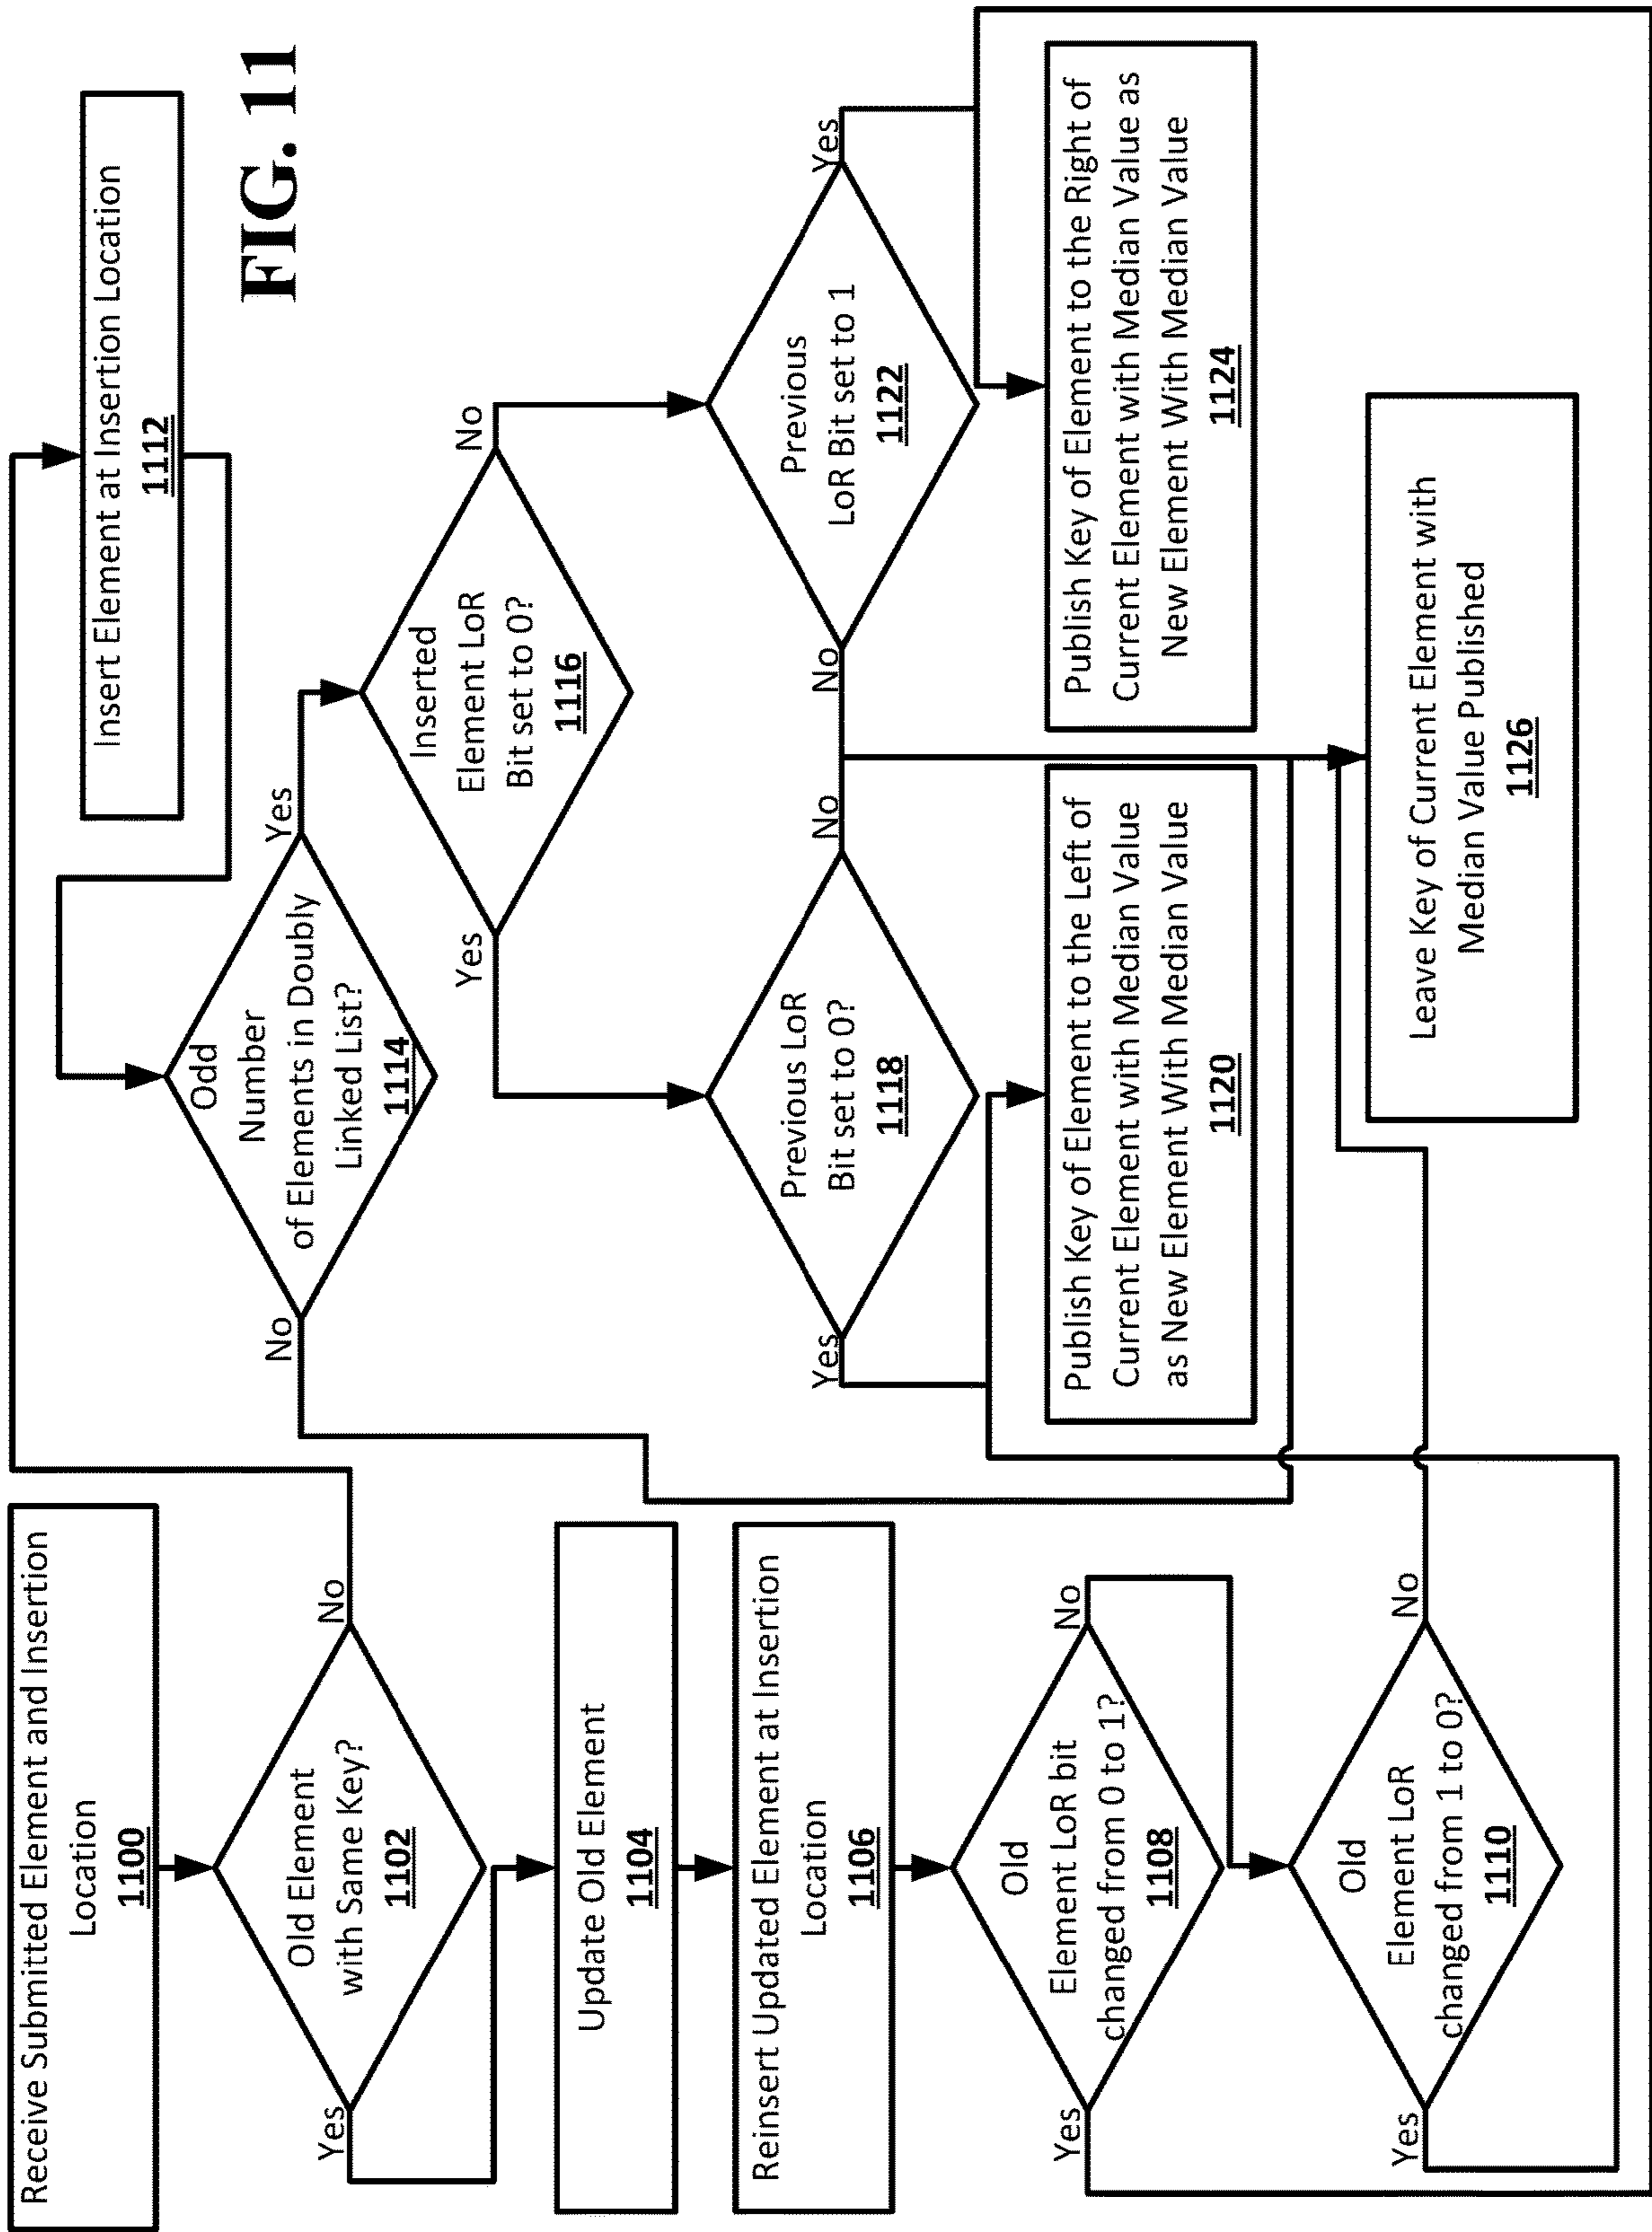 Receive Submitted Element and Insertion
Location
1100
Old Element
with Same Key?
1102
Yes
No
Update Old Element
1104
Reinsert Updated Element at Insertion
Location
1106
Old
Element LoR bit
changed from 0 to 1?
1108
Yes
No
Old
Element LoR
changed from 1 to 0?
1110
Yes
No
Insert Element at Insertion Location
1112
FIG. 11
Odd
Number
of Elements in Doubly
Linked List?
1114
No
Yes
Inserted
Element LoR
Bit set to 0?
1116
Yes
No
Previous LoR
Bit set to 0?
1118
Yes
No
Previous
LoR Bit set to 1
1122
No
Yes
Publish Key of Element to the Left of
Current Element with Median Value
as New Element With Median Value
1120
Publish Key of Element to the Right of
Current Element with Median Value as
New Element With Median Value
1124
Leave Key of Current Element with
Median Value Published
1126